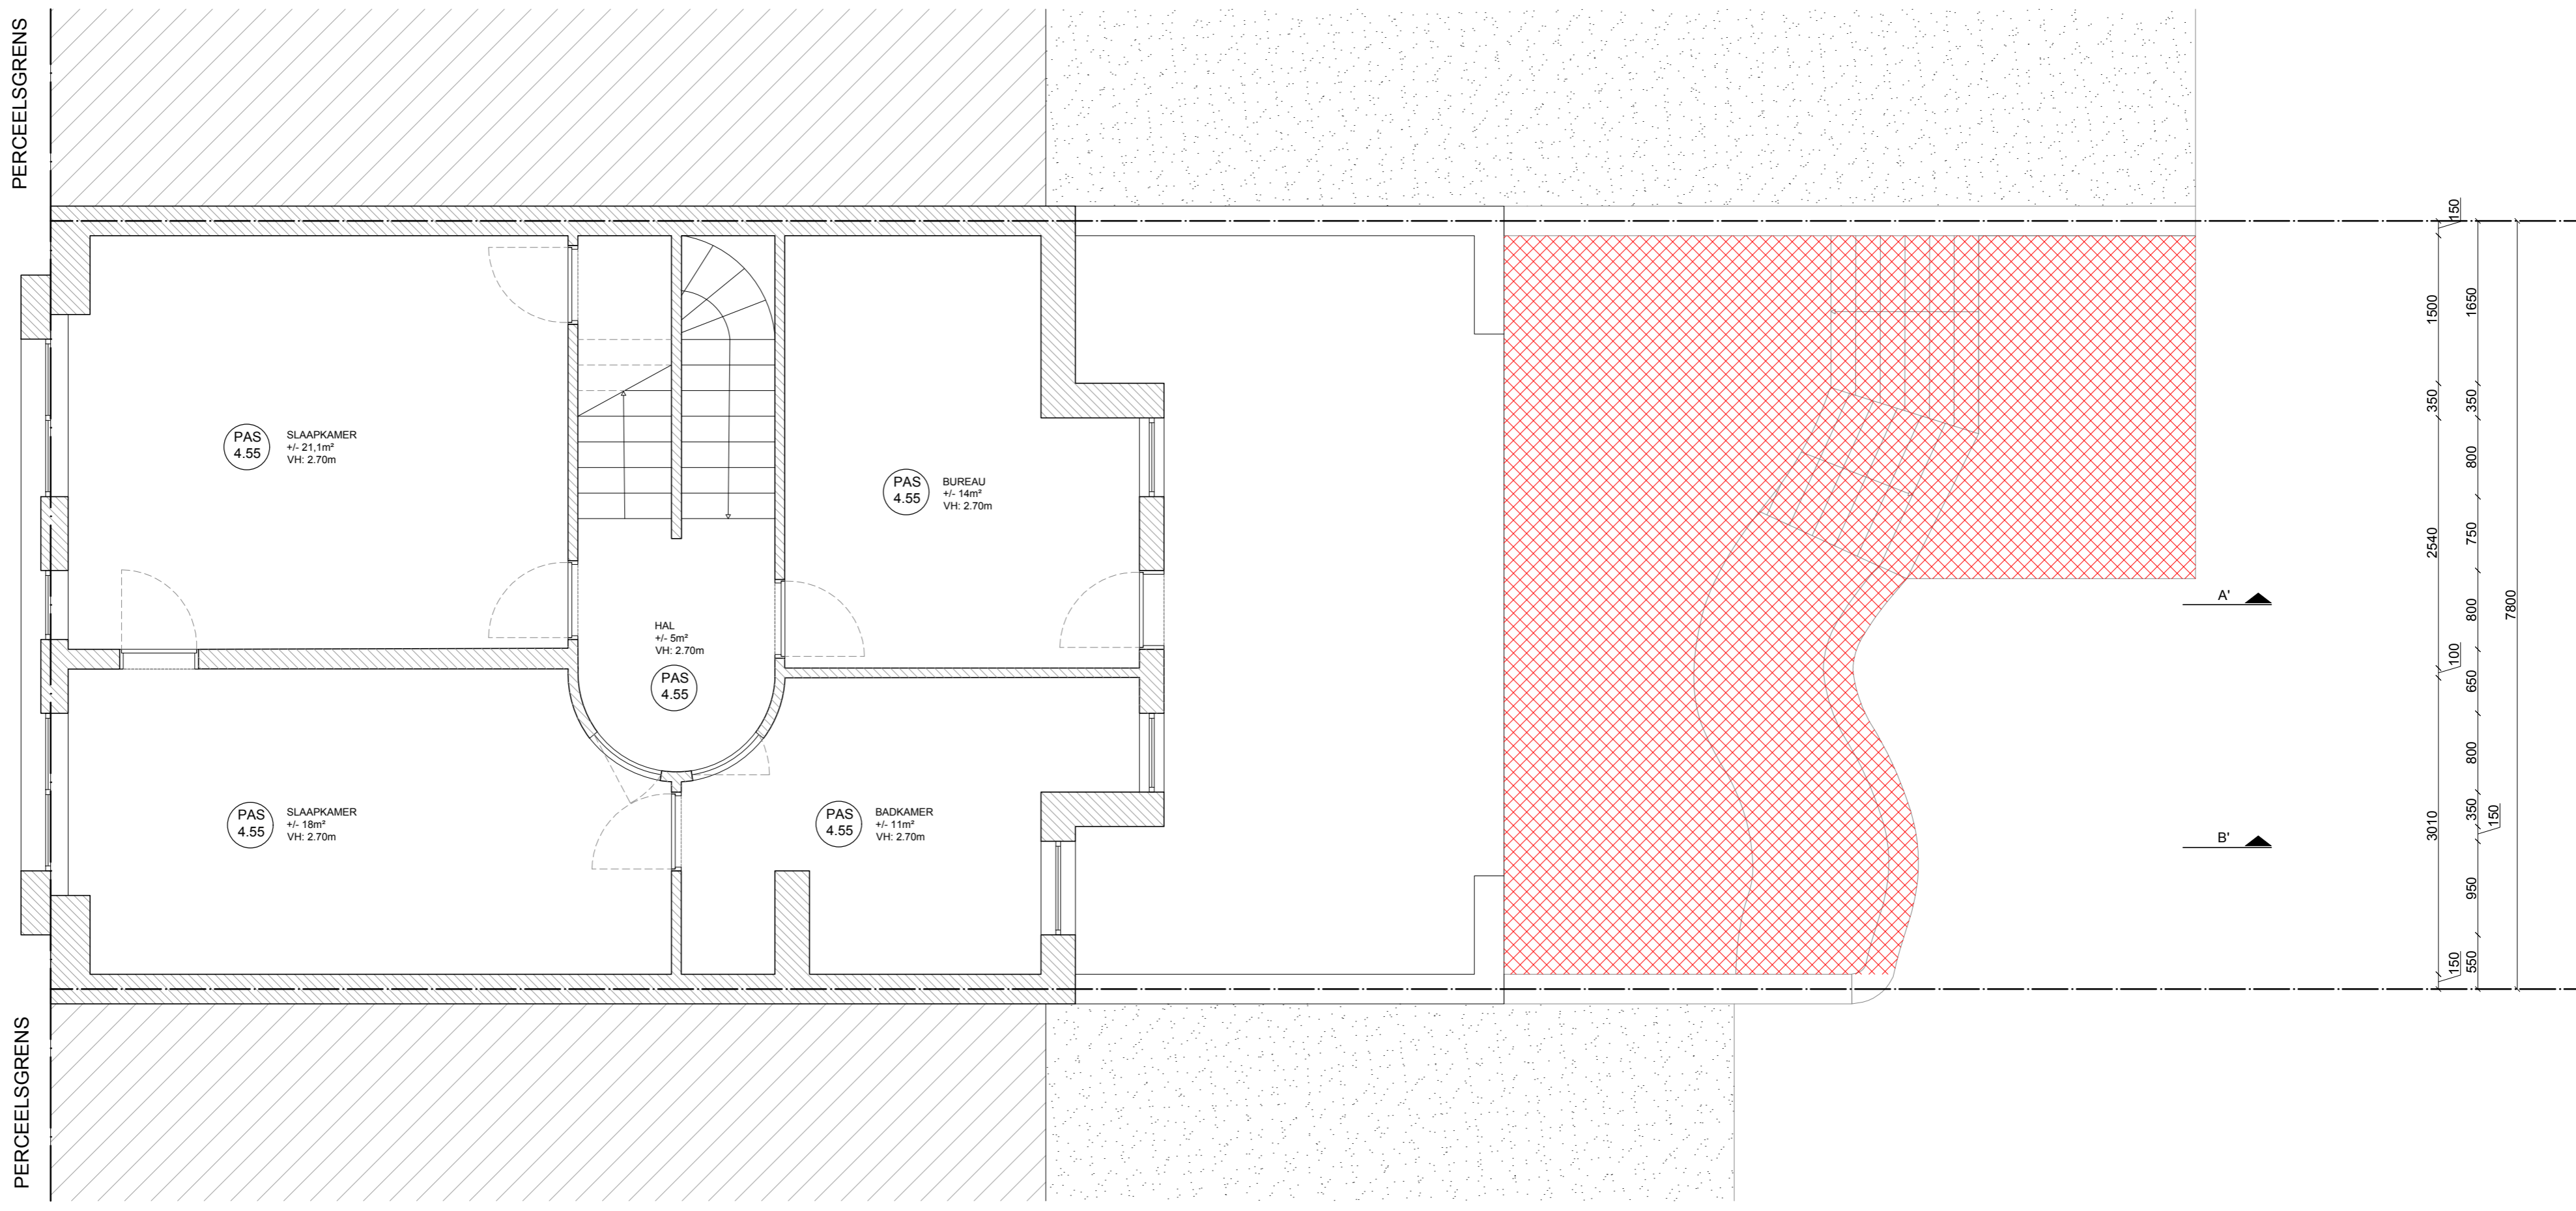 PERCEELSGRENS
PAS
4.55
SLAAPKAMER
+/- 21,1m²
VH: 2.70m
PAS
4.55
BUREAU
+/- 14m²
VH: 2.70m
HAL
+/- 5m²
VH: 2.70m
PAS
4.55
PAS
4.55
SLAAPKAMER
+/- 18m²
VH: 2.70m
PAS
4.55
BADKAMER
+/- 11m²
VH: 2.70m
A'
B'
150
1500
350
2540
100
3010
150
1650
350
800
750
800
650
800
350
150
950
550
7800
PERCEELSGRENS